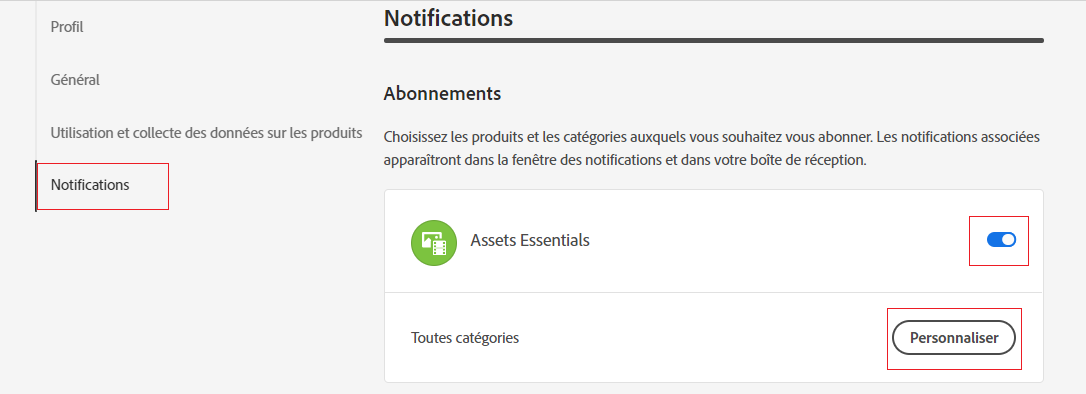 Profil
Général
Utilisation et collecte des données sur les produits
Notifications
Notifications
Abonnements
Choisissez les produits et les catégories auxquels vous souhaitez vous abonner. Les notifications associées
apparaîtront dans la fenêtre des notifications et dans votre boîte de réception.
Assets Essentials
Toutes catégories
Personnaliser